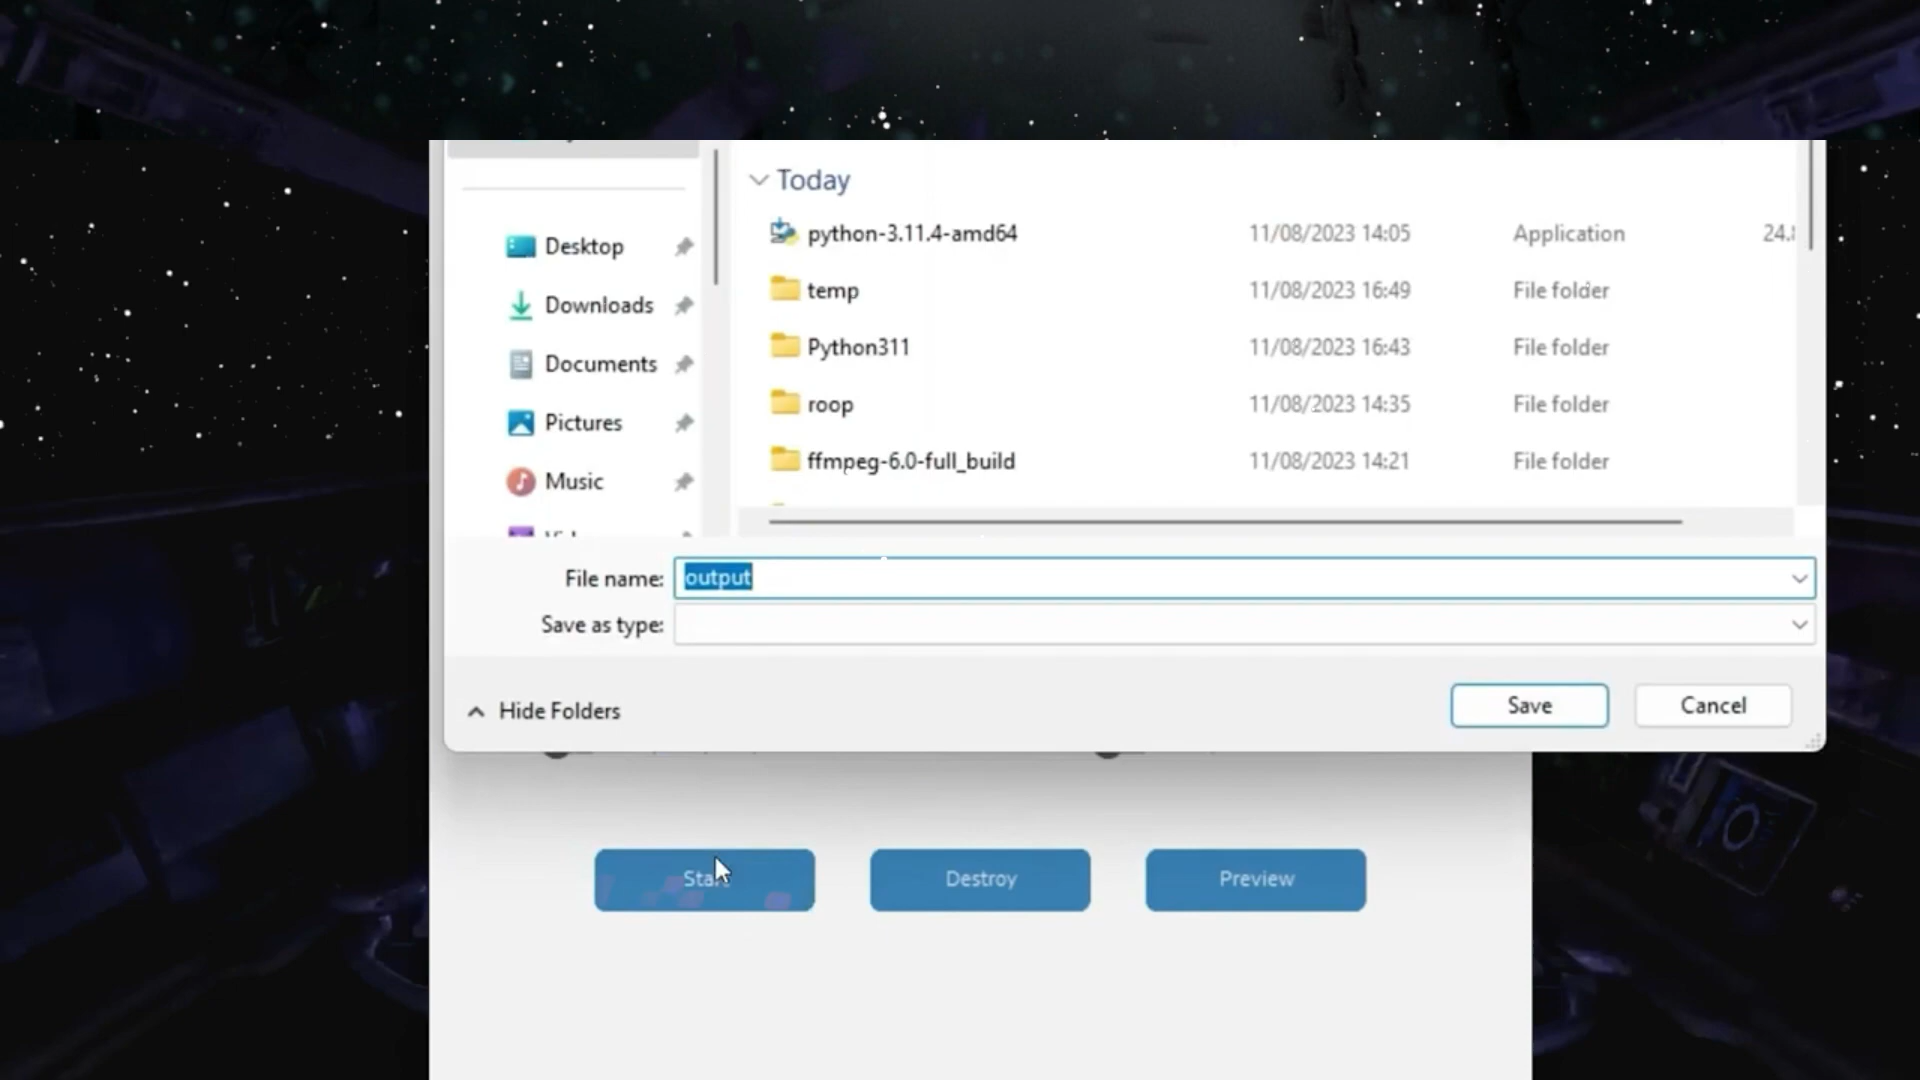 Today
Desktop
Downloads
Documents
Pictures
Music
python-3.11.4-amd64 11/08/2023 14:05 Application
temp 11/08/2023 16:49 File folder
Python311 11/08/2023 16:43 File folder
roop 11/08/2023 14:35 File folder
ffmpeg-6.0-full_build 11/08/2023 14:21 File folder
File name: output
Save as type:
Hide Folders
Save Cancel
Start Destroy Preview